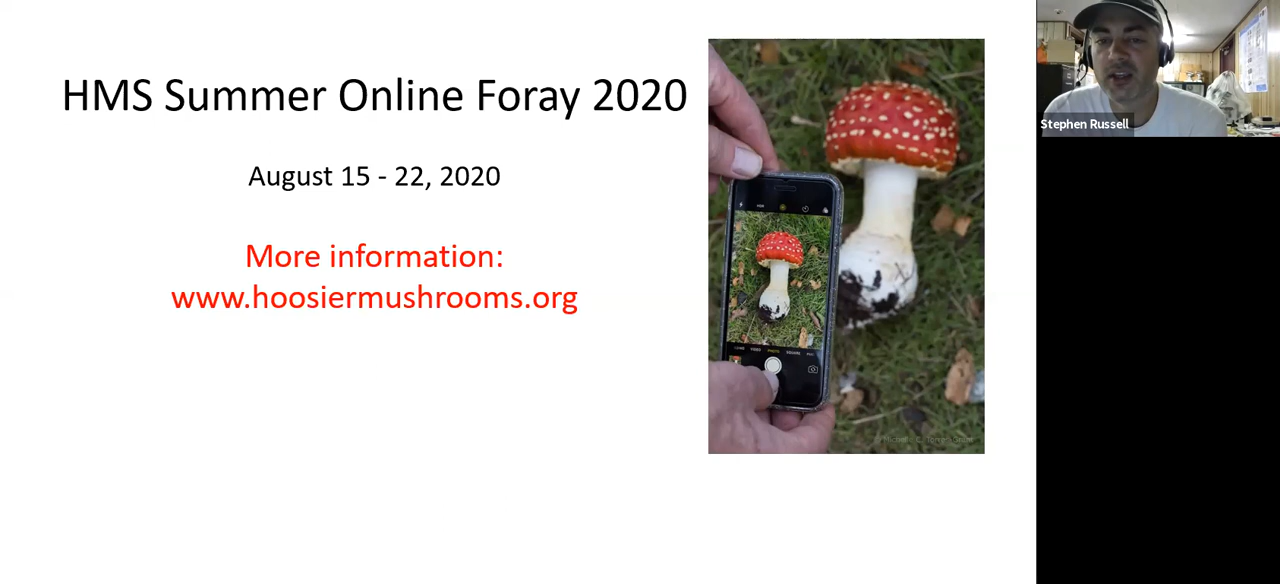 HMS Summer Online Foray 2020
August 15 - 22, 2020
More information:
www.hoosiermushrooms.org
Stephen Russell